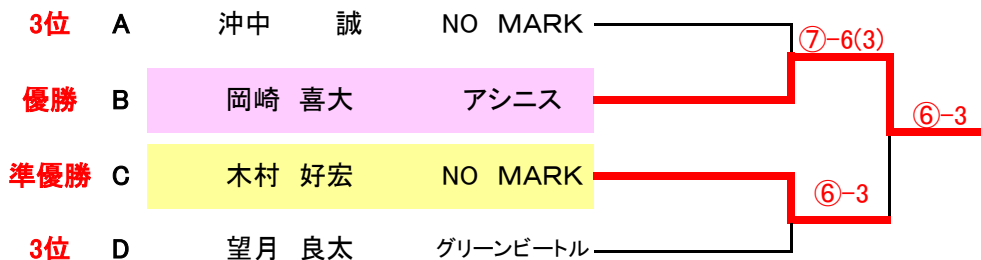 3位 A 沖中 誠 NO MARK
⑦-6(3)
優勝 B 岡崎 喜大 アシニス
⑥-3
準優勝 C 木村 好宏 NO MARK
⑥-3
3位 D 望月 良太 グリーンビートル